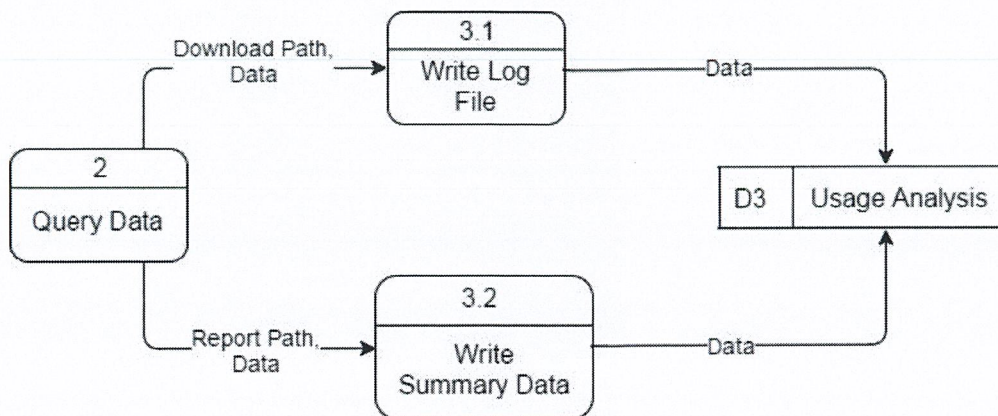 3.1
Download Path,
Data
Write Log
File
Data
2
Query Data
D3
Usage Analysis
3.2
Report Path,
Data
Write
Summary Data
Data